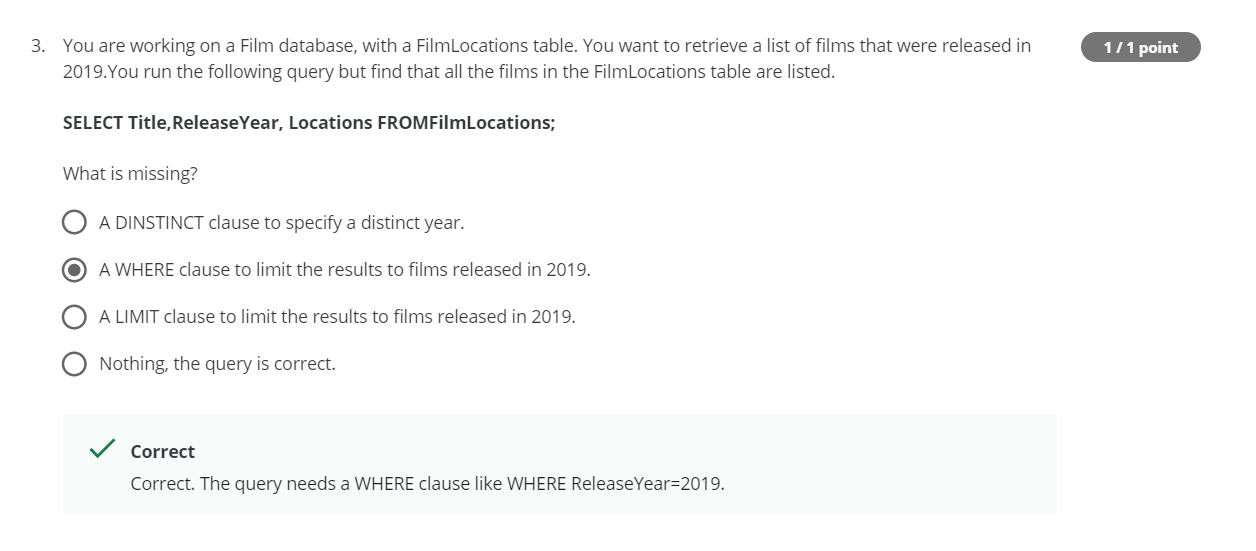 3. You are working on a Film database, with a FilmLocations table. You want to retrieve a list of films that were released in
1 / 1 point
2019.You run the following query but find that all the films in the FilmLocations table are listed.
SELECT Title,ReleaseYear, Locations FROMFilmLocations;
What is missing?
A DINSTINCT clause to specify a distinct year.
A WHERE clause to limit the results to films released in 2019.
A LIMIT clause to limit the results to films released in 2019.
Nothing, the query is correct.
Correct
Correct. The query needs a WHERE clause like WHERE ReleaseYear=2019.